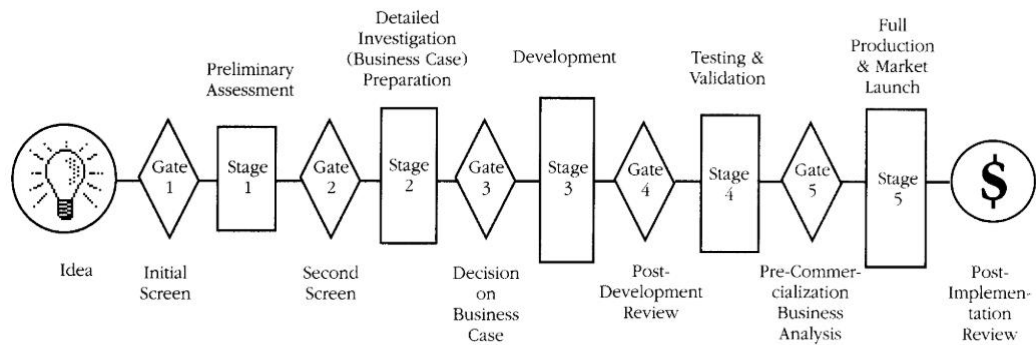 Detailed
Investigation
(Business Case)
Preparation
Full
Production
& Market
Launch
Preliminary
Assessment
Development
Testing &
Validation
Gate
1
Stage
1
Gate
2
Stage
2
Gate
3
Stage
3
Gate
4
Stage
4
Gate
5
Stage
5
$
Idea
Initial
Screen
Second
Screen
Decision
on
Business
Case
Post-
Development
Review
Pre-Commer-
cialization
Business
Analysis
Post-
Implemen-
tation
Review